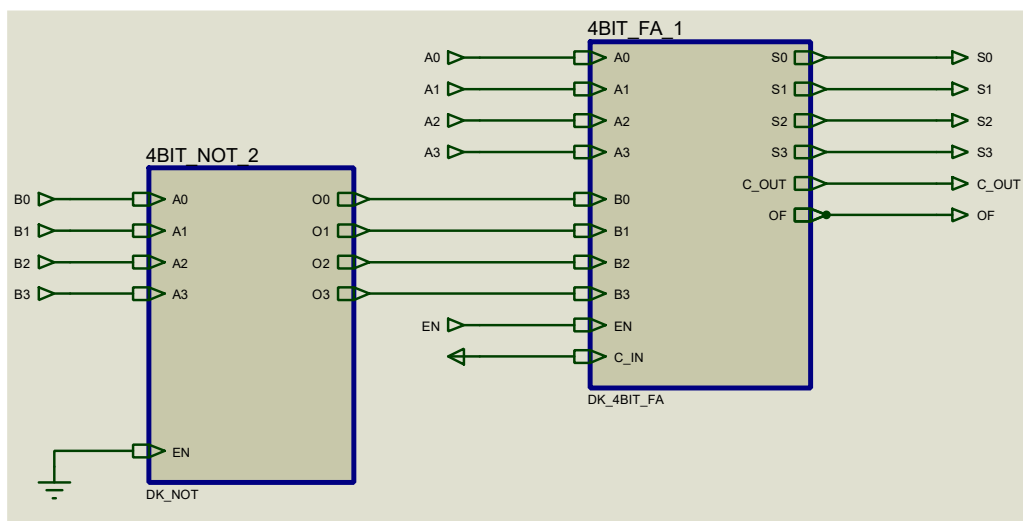 4BIT_FA_1
A0 A0 S0 S0
A1 A1 S1 S1
A2 A2 S2 S2
A3 A3 S3 S3
4BIT_NOT_2
C_OUT C_OUT
B0 A0 O0 B0
OF OF
B1 A1 O1 B1
B2 A2 O2 B2
B3 A3 O3 B3
EN EN
C_IN
DK_4BIT_FA
EN
DK_NOT